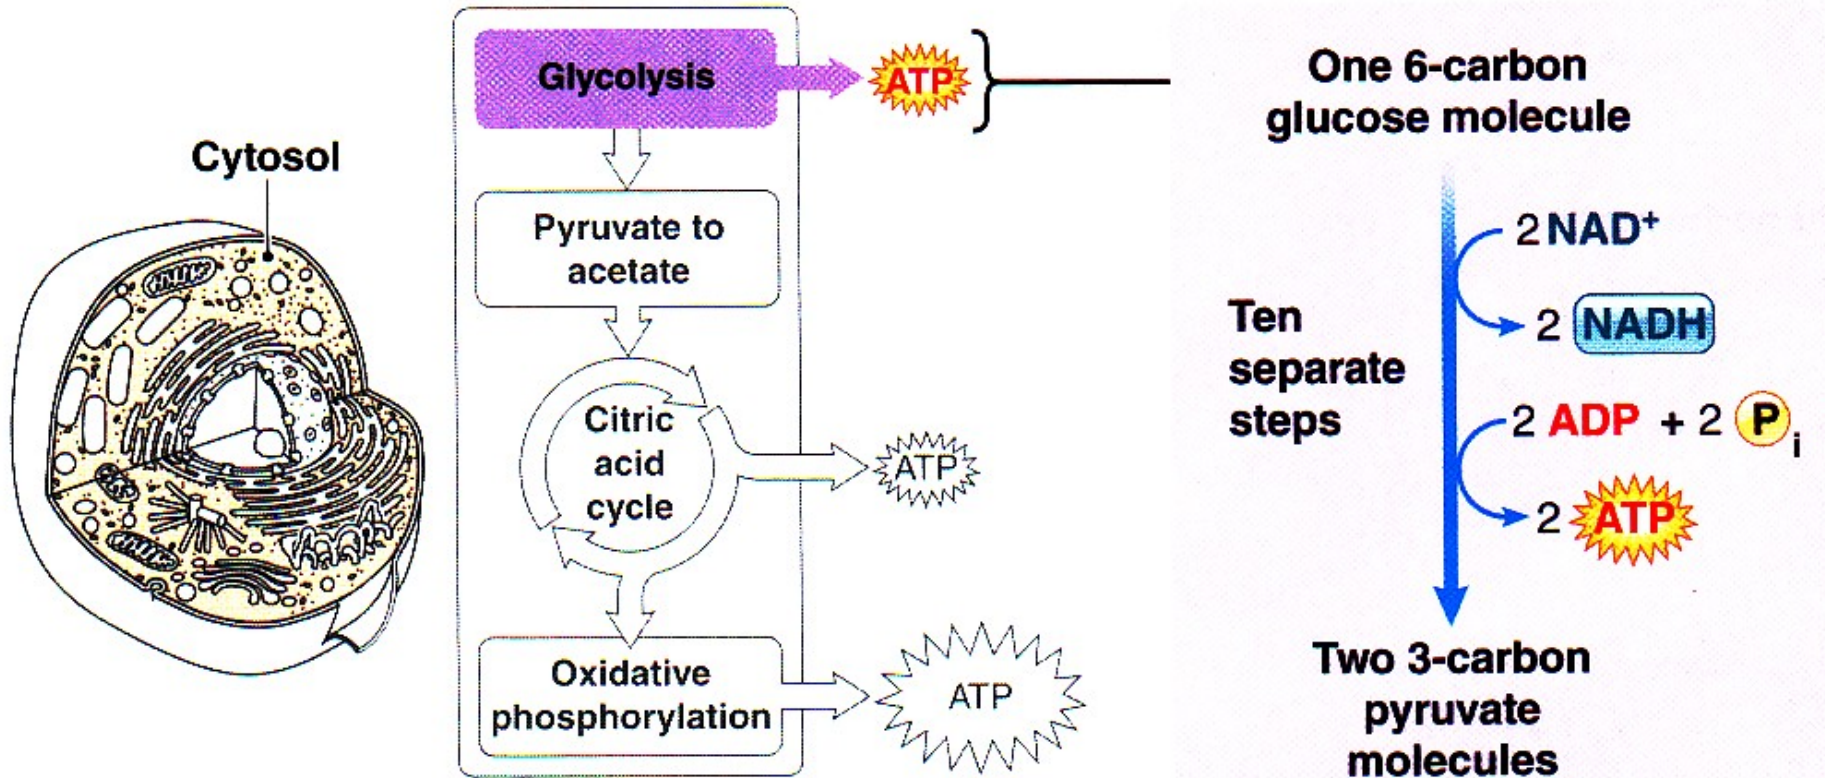 Cytosol
Glycolysis
ATP
Pyruvate to
acetate
Citric
acid
cycle
ATP
Oxidative
phosphorylation
ATP
One 6-carbon
glucose molecule
Ten
separate
steps
2 NAD⁺
2 NADH
2 ADP + 2 Pᵢ
2 ATP
Two 3-carbon
pyruvate
molecules